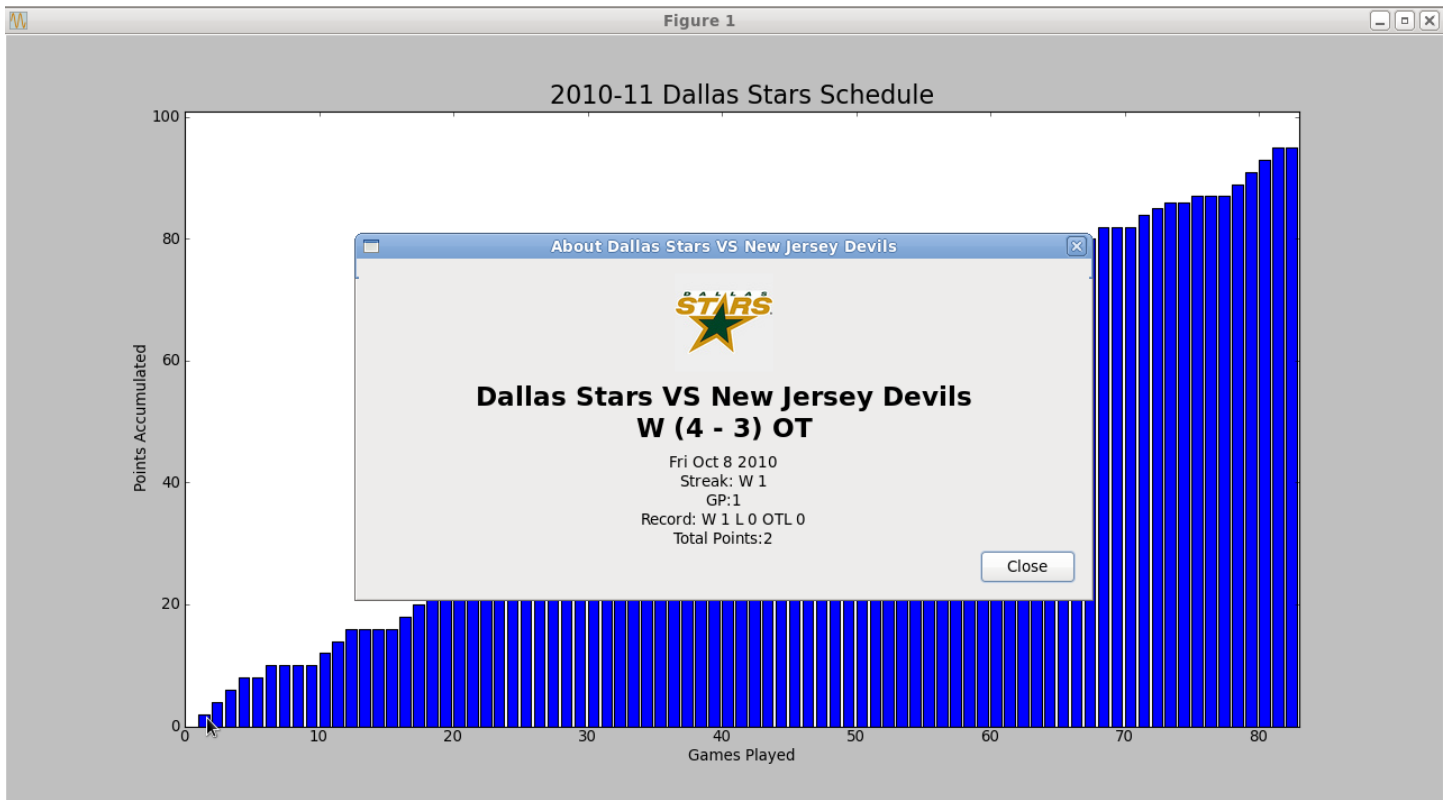 Figure 1
2010-11 Dallas Stars Schedule
100
80
60
40
20
0
Points Accumulated
About Dallas Stars VS New Jersey Devils
DALLAS
STARS
Dallas Stars VS New Jersey Devils
W (4 - 3) OT
Fri Oct 8 2010
Streak: W 1
GP:1
Record: W 1 L 0 OTL 0
Total Points:2
Close
0 10 20 30 40 50 60 70 80
Games Played